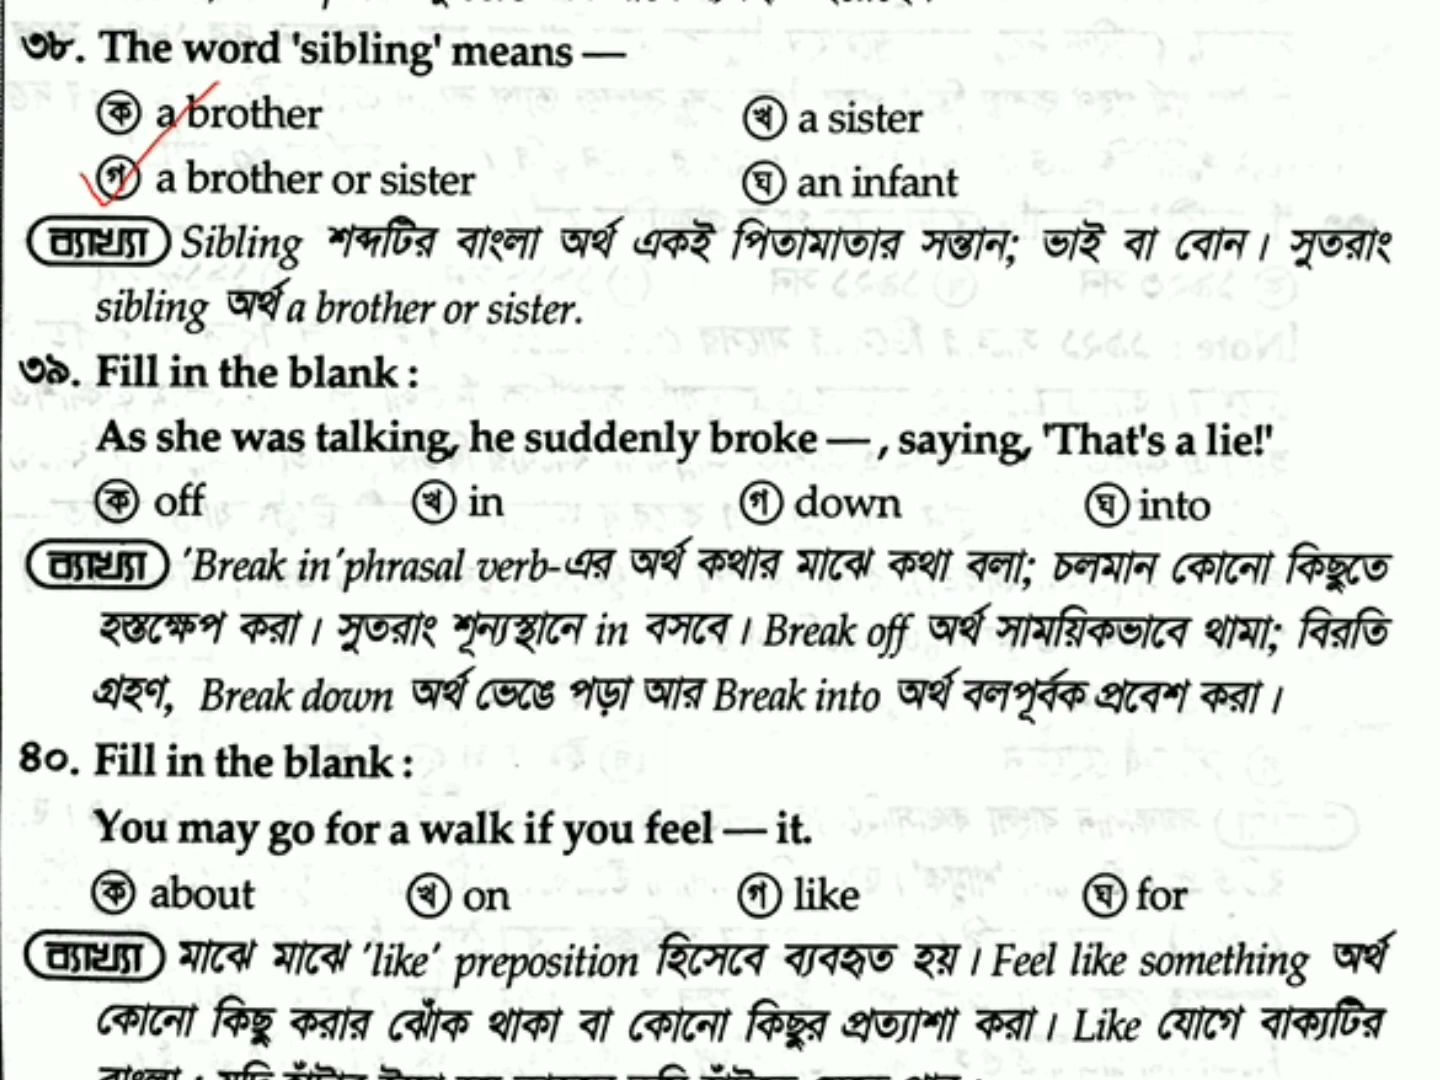 ৩৮. The word 'sibling' means —
ক a brother খ a sister
গ a brother or sister ঘ an infant
ব্যাখ্যা Sibling শব্দটির বাংলা অর্থ একই পিতামাতার সন্তান; ভাই বা বোন। সুতরাং
sibling অর্থ a brother or sister.
৩৯. Fill in the blank :
As she was talking, he suddenly broke — , saying, 'That's a lie!'
ক off খ in গ down ঘ into
ব্যাখ্যা 'Break in' phrasal verb-এর অর্থ কথার মাঝে কথা বলা; চলমান কোনো কিছুতে
হস্তক্ষেপ করা। সুতরাং শূন্যস্থানে in বসবে। Break off অর্থ সাময়িকভাবে থামা; বিরতি
গ্রহণ, Break down অর্থ ভেঙে পড়া আর Break into অর্থ বলপূর্বক প্রবেশ করা।
৪০. Fill in the blank :
You may go for a walk if you feel — it.
ক about খ on গ like ঘ for
ব্যাখ্যা মাঝে মাঝে 'like' preposition হিসেবে ব্যবহৃত হয়। Feel like something অর্থ
কোনো কিছু করার ঝোঁক থাকা বা কোনো কিছুর প্রত্যাশা করা। Like যোগে বাক্যটির